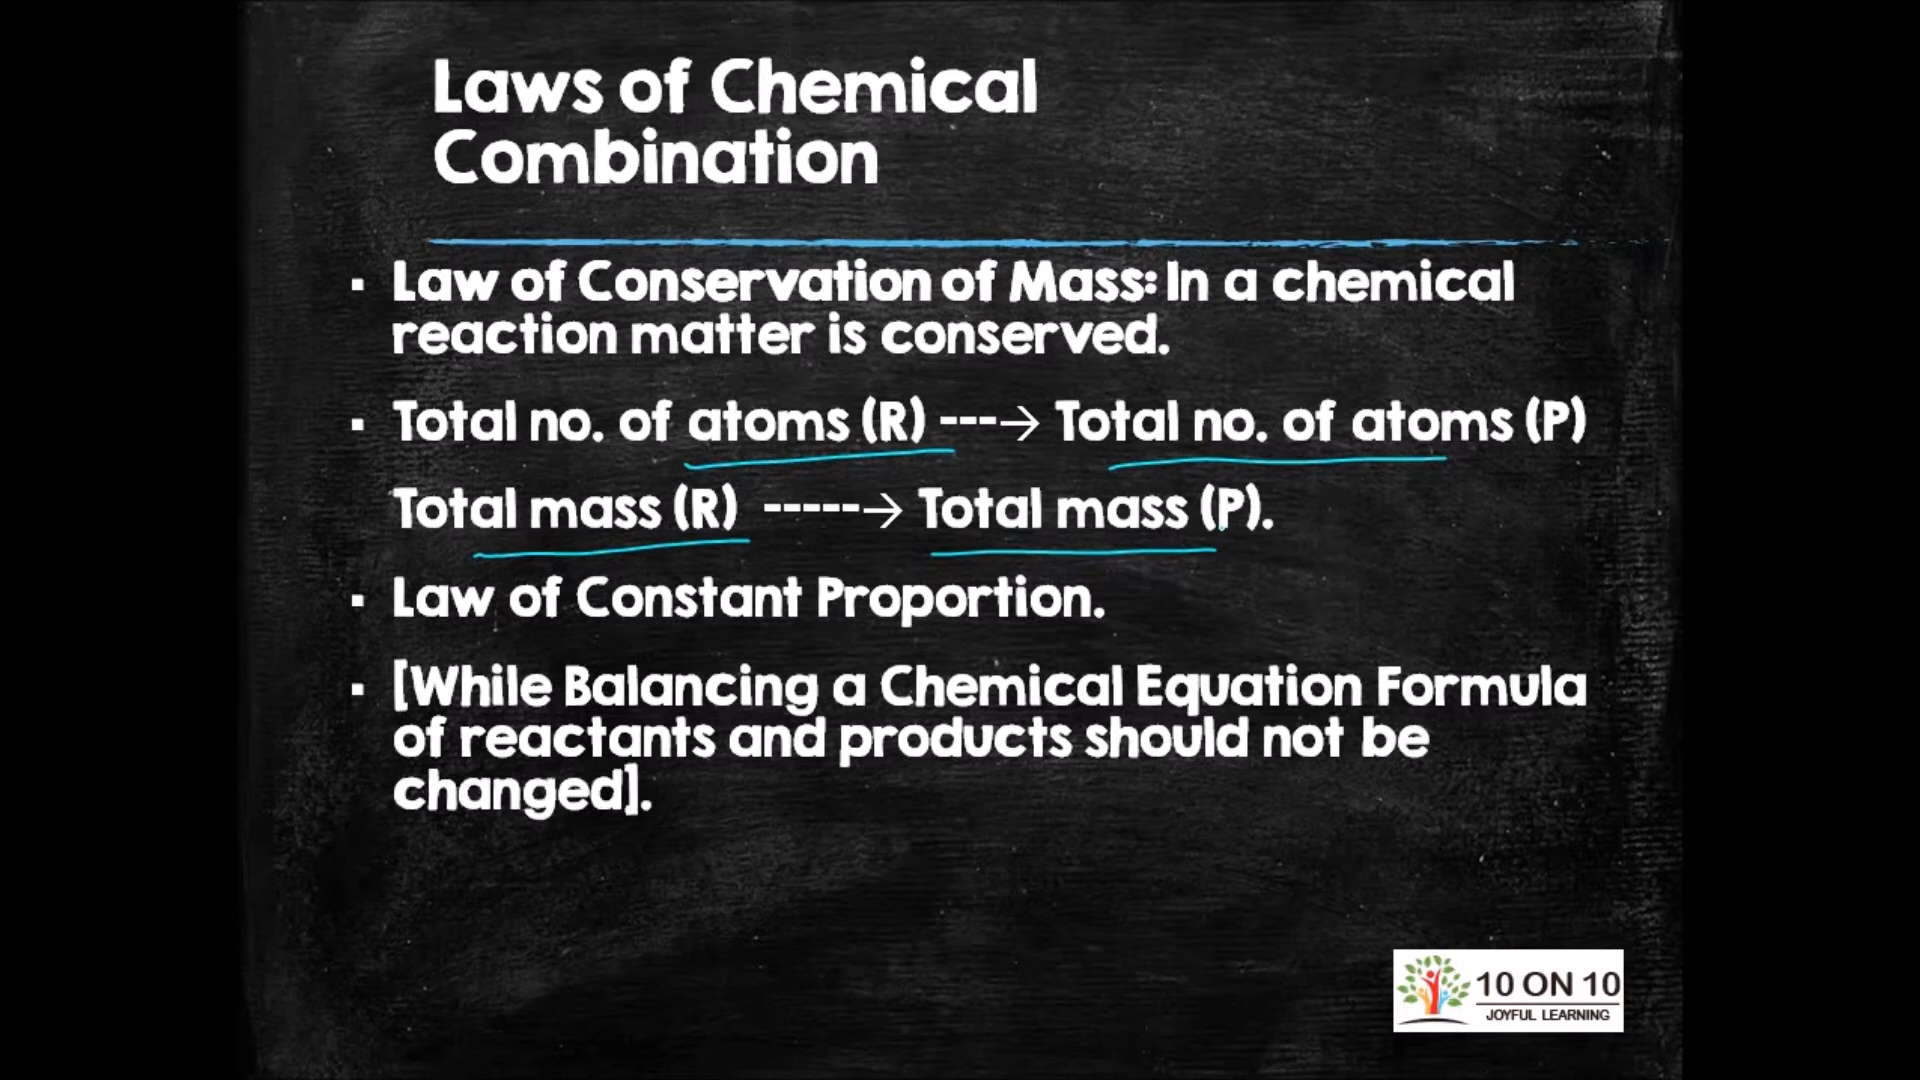 Laws of Chemical
Combination
▪ Law of Conservation of Mass: In a chemical
reaction matter is conserved.
▪ Total no. of atoms (R) ---→ Total no. of atoms (P)
Total mass (R) -----→ Total mass (P).
▪ Law of Constant Proportion.
▪ [While Balancing a Chemical Equation Formula
of reactants and products should not be
changed].
10 ON 10
JOYFUL LEARNING